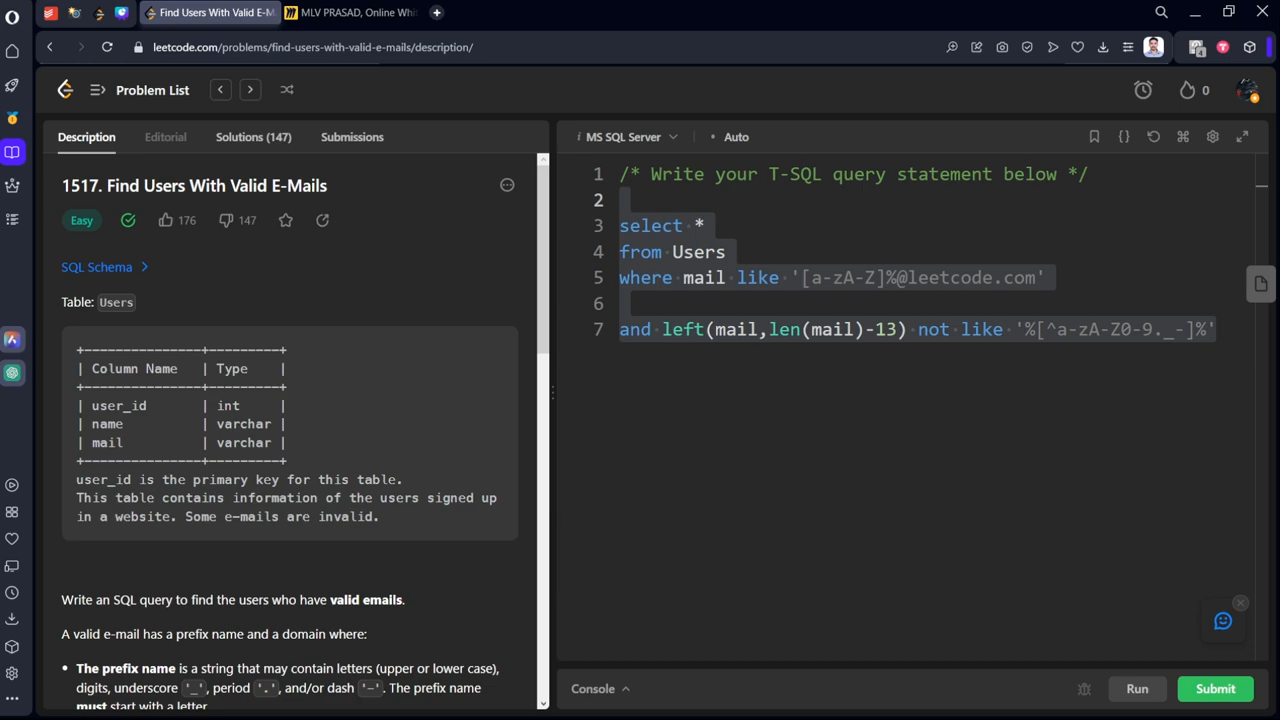 Find Users With Valid E-M
MLV PRASAD, Online Whi
leetcode.com/problems/find-users-with-valid-e-mails/description/
4
Problem List
0
Description
Editorial
Solutions (147)
Submissions
i MS SQL Server
• Auto
1517. Find Users With Valid E-Mails
Easy
176
147
SQL Schema >
Table: Users
+-------------+---------+
| Column Name | Type |
+-------------+---------+
| user_id | int |
| name | varchar |
| mail | varchar |
+-------------+---------+
user_id is the primary key for this table.
This table contains information of the users signed up
in a website. Some e-mails are invalid.
Write an SQL query to find the users who have valid emails.
A valid e-mail has a prefix name and a domain where:
• The prefix name is a string that may contain letters (upper or lower case),
digits, underscore '_', period '.', and/or dash '-'. The prefix name
must start with a letter.
1 /* Write your T-SQL query statement below */
2
3 select *
4 from Users
5 where mail like '[a-zA-Z]%@leetcode.com'
6
7 and left(mail,len(mail)-13) not like '%[^a-zA-Z0-9._-]%'
Console
Run
Submit